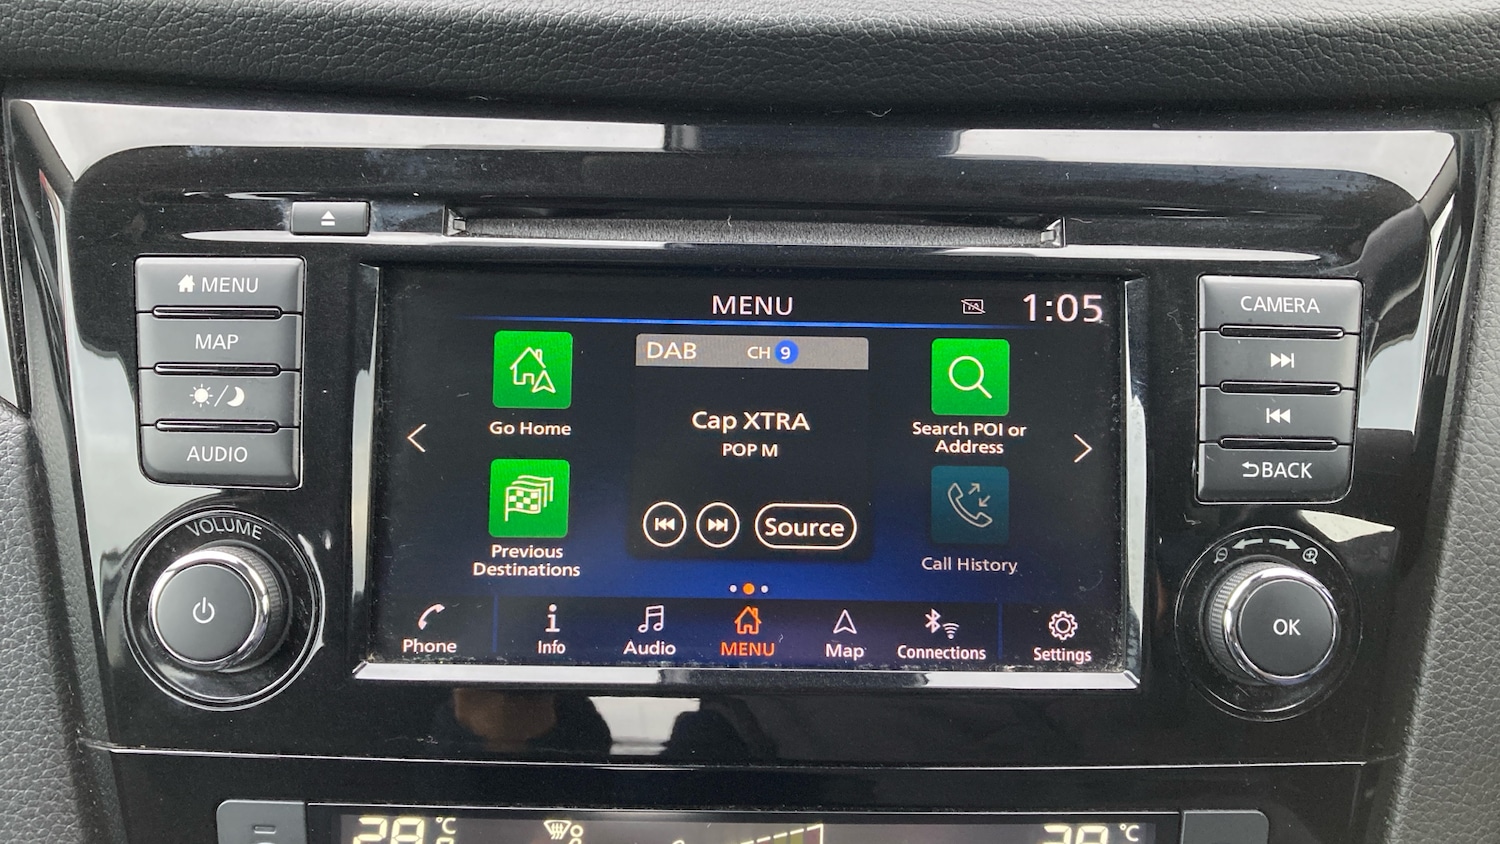 MENU
MAP
AUDIO
VOLUME
MENU
TA
1:05
DAB
CH 9
Cap XTRA
POP M
Source
Go Home
Previous
Destinations
Search POI or
Address
Call History
Phone
Info
Audio
MENU
Map
Connections
Settings
CAMERA
BACK
OK
°C
°C